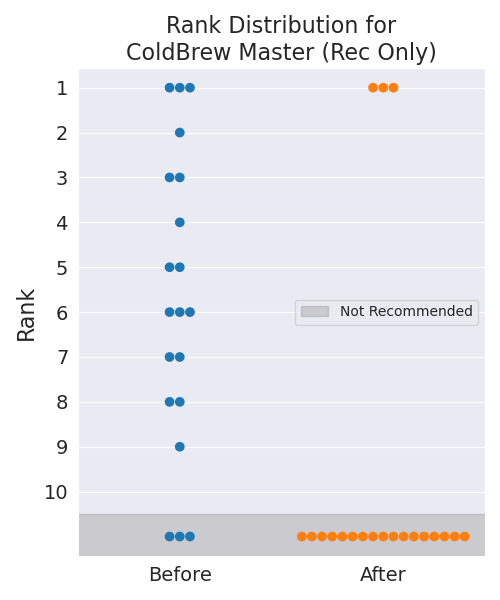 Rank Distribution for
ColdBrew Master (Rec Only)
Rank
1
2
3
4
5
6
7
8
9
10
Not Recommended
Before
After